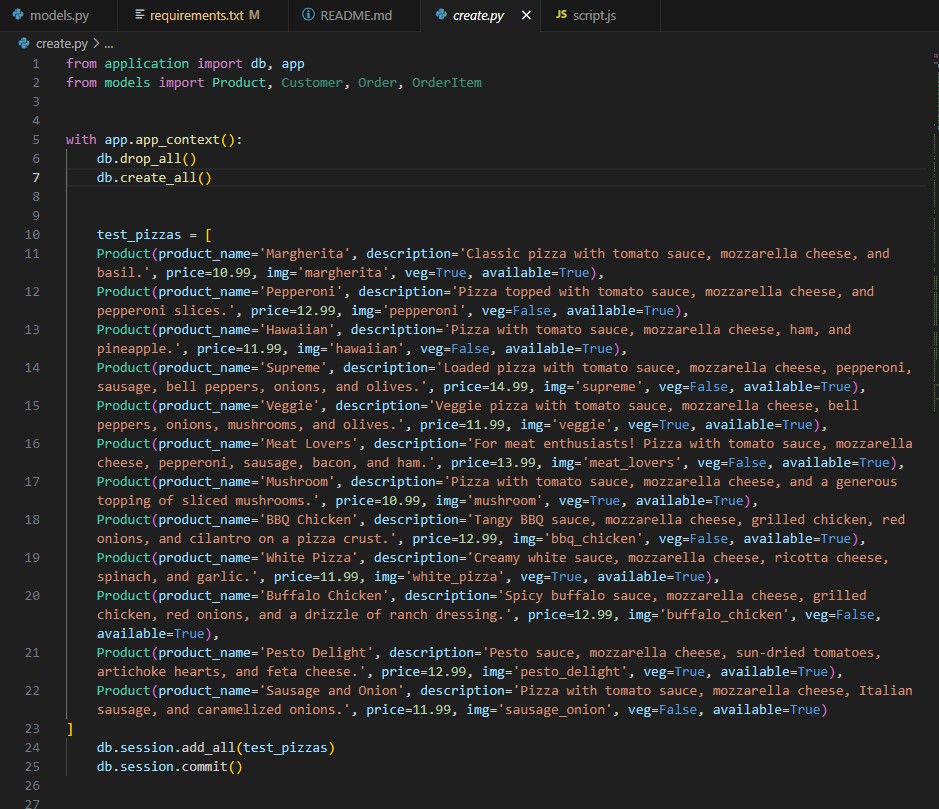 models.py
requirements.txt M
README.md
create.py
JS script.js
create.py > ...
1 from application import db, app
2 from models import Product, Customer, Order, OrderItem
3
4
5 with app.app_context():
6 db.drop_all()
7 db.create_all()
8
9
10 test_pizzas = [
11 Product(product_name='Margherita', description='Classic pizza with tomato sauce, mozzarella cheese, and
basil.', price=10.99, img='margherita', veg=True, available=True),
12 Product(product_name='Pepperoni', description='Pizza topped with tomato sauce, mozzarella cheese, and
pepperoni slices.', price=12.99, img='pepperoni', veg=False, available=True),
13 Product(product_name='Hawaiian', description='Pizza with tomato sauce, mozzarella cheese, ham, and
pineapple.', price=11.99, img='hawaiian', veg=False, available=True),
14 Product(product_name='Supreme', description='Loaded pizza with tomato sauce, mozzarella cheese, pepperoni,
sausage, bell peppers, onions, and olives.', price=14.99, img='supreme', veg=False, available=True),
15 Product(product_name='Veggie', description='Veggie pizza with tomato sauce, mozzarella cheese, bell
peppers, onions, mushrooms, and olives.', price=11.99, img='veggie', veg=True, available=True),
16 Product(product_name='Meat Lovers', description='For meat enthusiasts! Pizza with tomato sauce, mozzarella
cheese, pepperoni, sausage, bacon, and ham.', price=13.99, img='meat_lovers', veg=False, available=True),
17 Product(product_name='Mushroom', description='Pizza with tomato sauce, mozzarella cheese, and a generous
topping of sliced mushrooms.', price=10.99, img='mushroom', veg=True, available=True),
18 Product(product_name='BBQ Chicken', description='Tangy BBQ sauce, mozzarella cheese, grilled chicken, red
onions, and cilantro on a pizza crust.', price=12.99, img='bbq_chicken', veg=False, available=True),
19 Product(product_name='White Pizza', description='Creamy white sauce, mozzarella cheese, ricotta cheese,
spinach, and garlic.', price=11.99, img='white_pizza', veg=True, available=True),
20 Product(product_name='Buffalo Chicken', description='Spicy buffalo sauce, mozzarella cheese, grilled
chicken, red onions, and a drizzle of ranch dressing.', price=12.99, img='buffalo_chicken', veg=False,
available=True),
21 Product(product_name='Pesto Delight', description='Pesto sauce, mozzarella cheese, sun-dried tomatoes,
artichoke hearts, and feta cheese.', price=12.99, img='pesto_delight', veg=True, available=True),
22 Product(product_name='Sausage and Onion', description='Pizza with tomato sauce, mozzarella cheese, Italian
sausage, and caramelized onions.', price=11.99, img='sausage_onion', veg=False, available=True)
23 ]
24 db.session.add_all(test_pizzas)
25 db.session.commit()
26
27